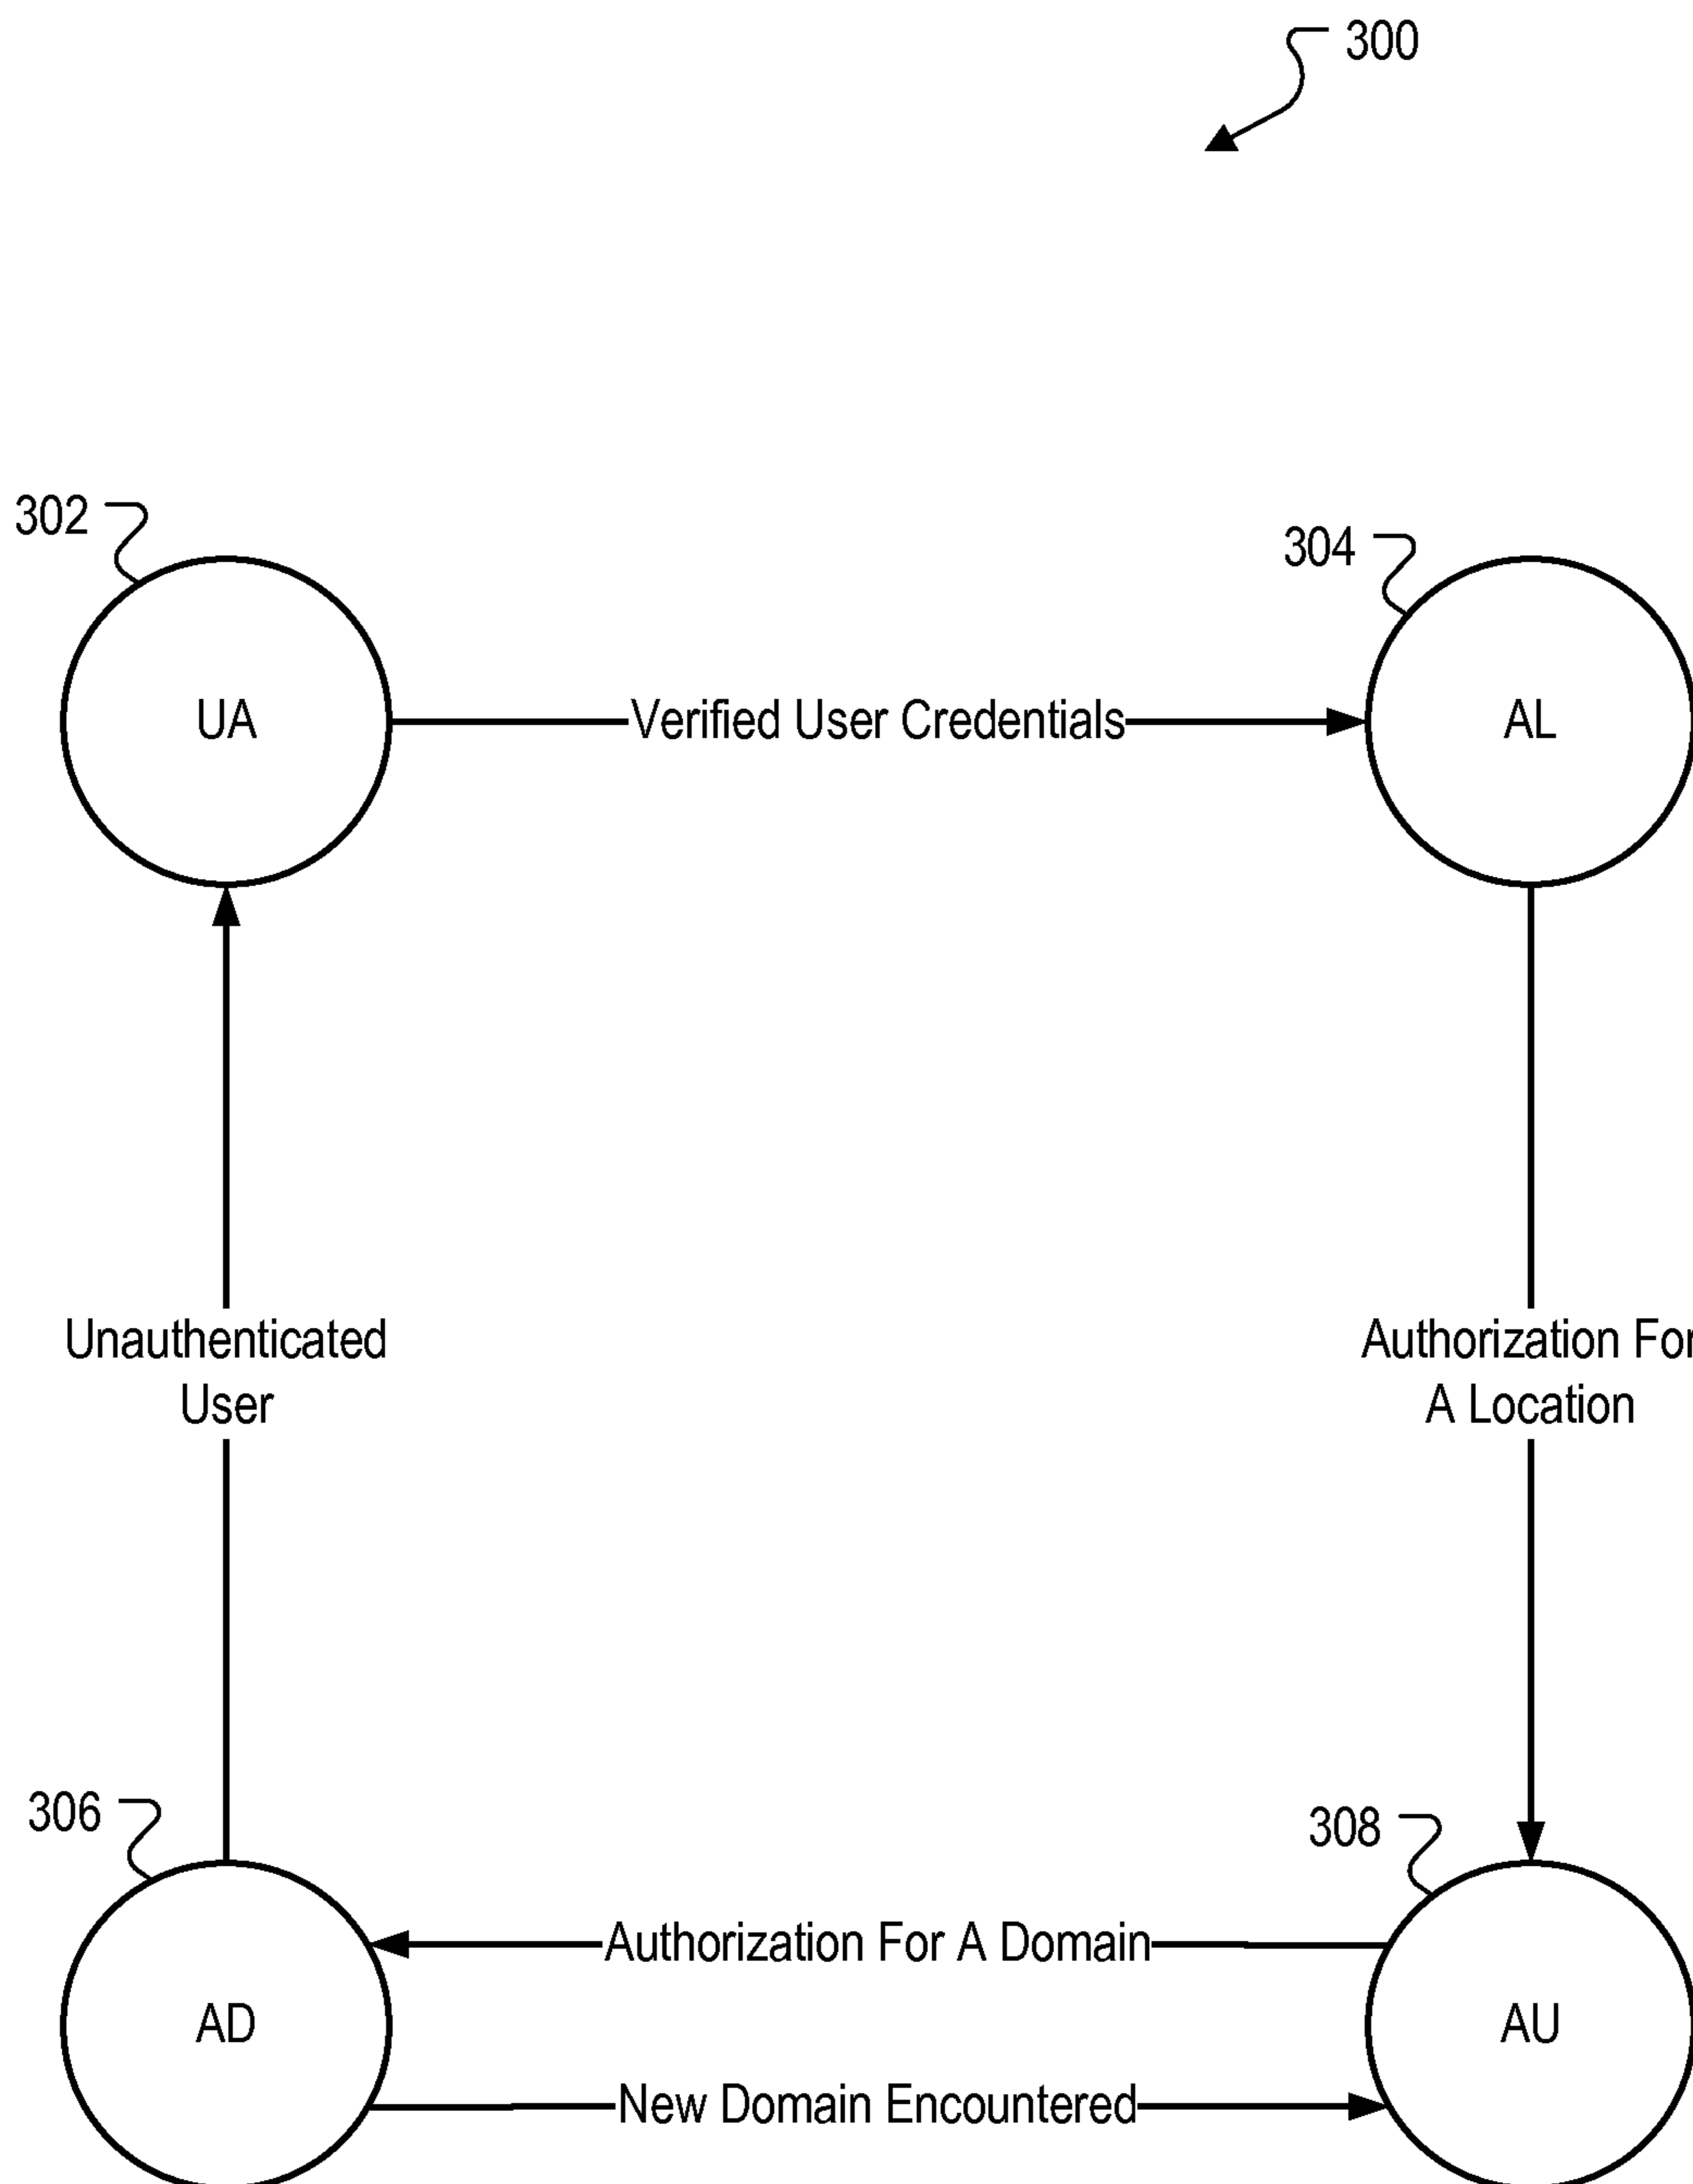 300
302
304
UA
Verified User Credentials
AL
Unauthenticated
User
Authorization For
A Location
306
308
Authorization For A Domain
AD
AU
New Domain Encountered